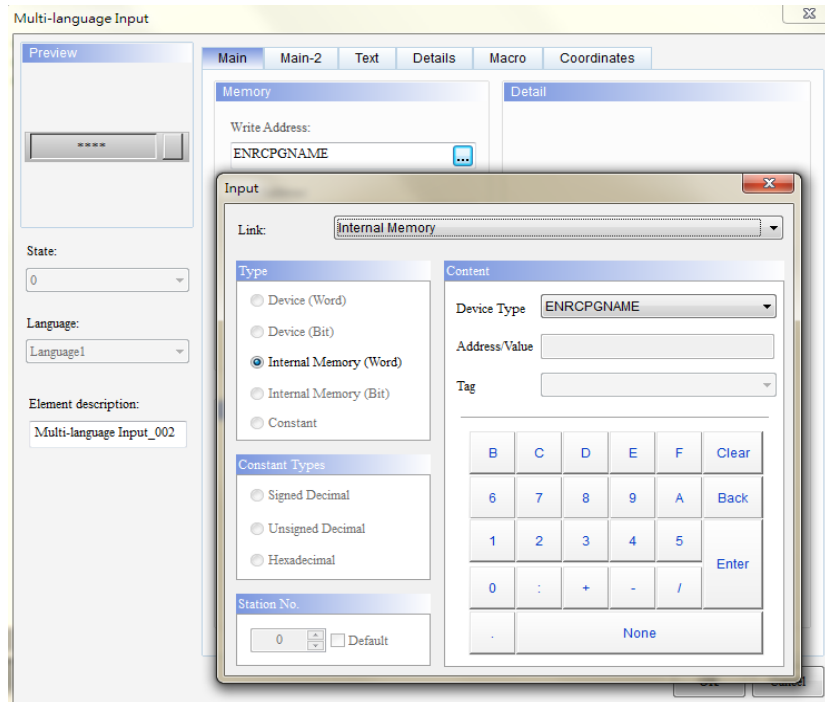 Multi-language Input
Preview
****
State:
0
Language:
Language1
Element description:
Multi-language Input_002
Main Main-2 Text Details Macro Coordinates
Memory
Detail
Write Address:
ENRCPGNAME
...
Input
Link: Internal Memory
Type
Device (Word)
Device (Bit)
Internal Memory (Word)
Internal Memory (Bit)
Constant
Constant Types
Signed Decimal
Unsigned Decimal
Hexadecimal
Station No.
0 Default
Content
Device Type ENRCPGNAME
Address/Value
Tag
B C D E F Clear
6 7 8 9 A Back
1 2 3 4 5
Enter
0 : + - /
. None